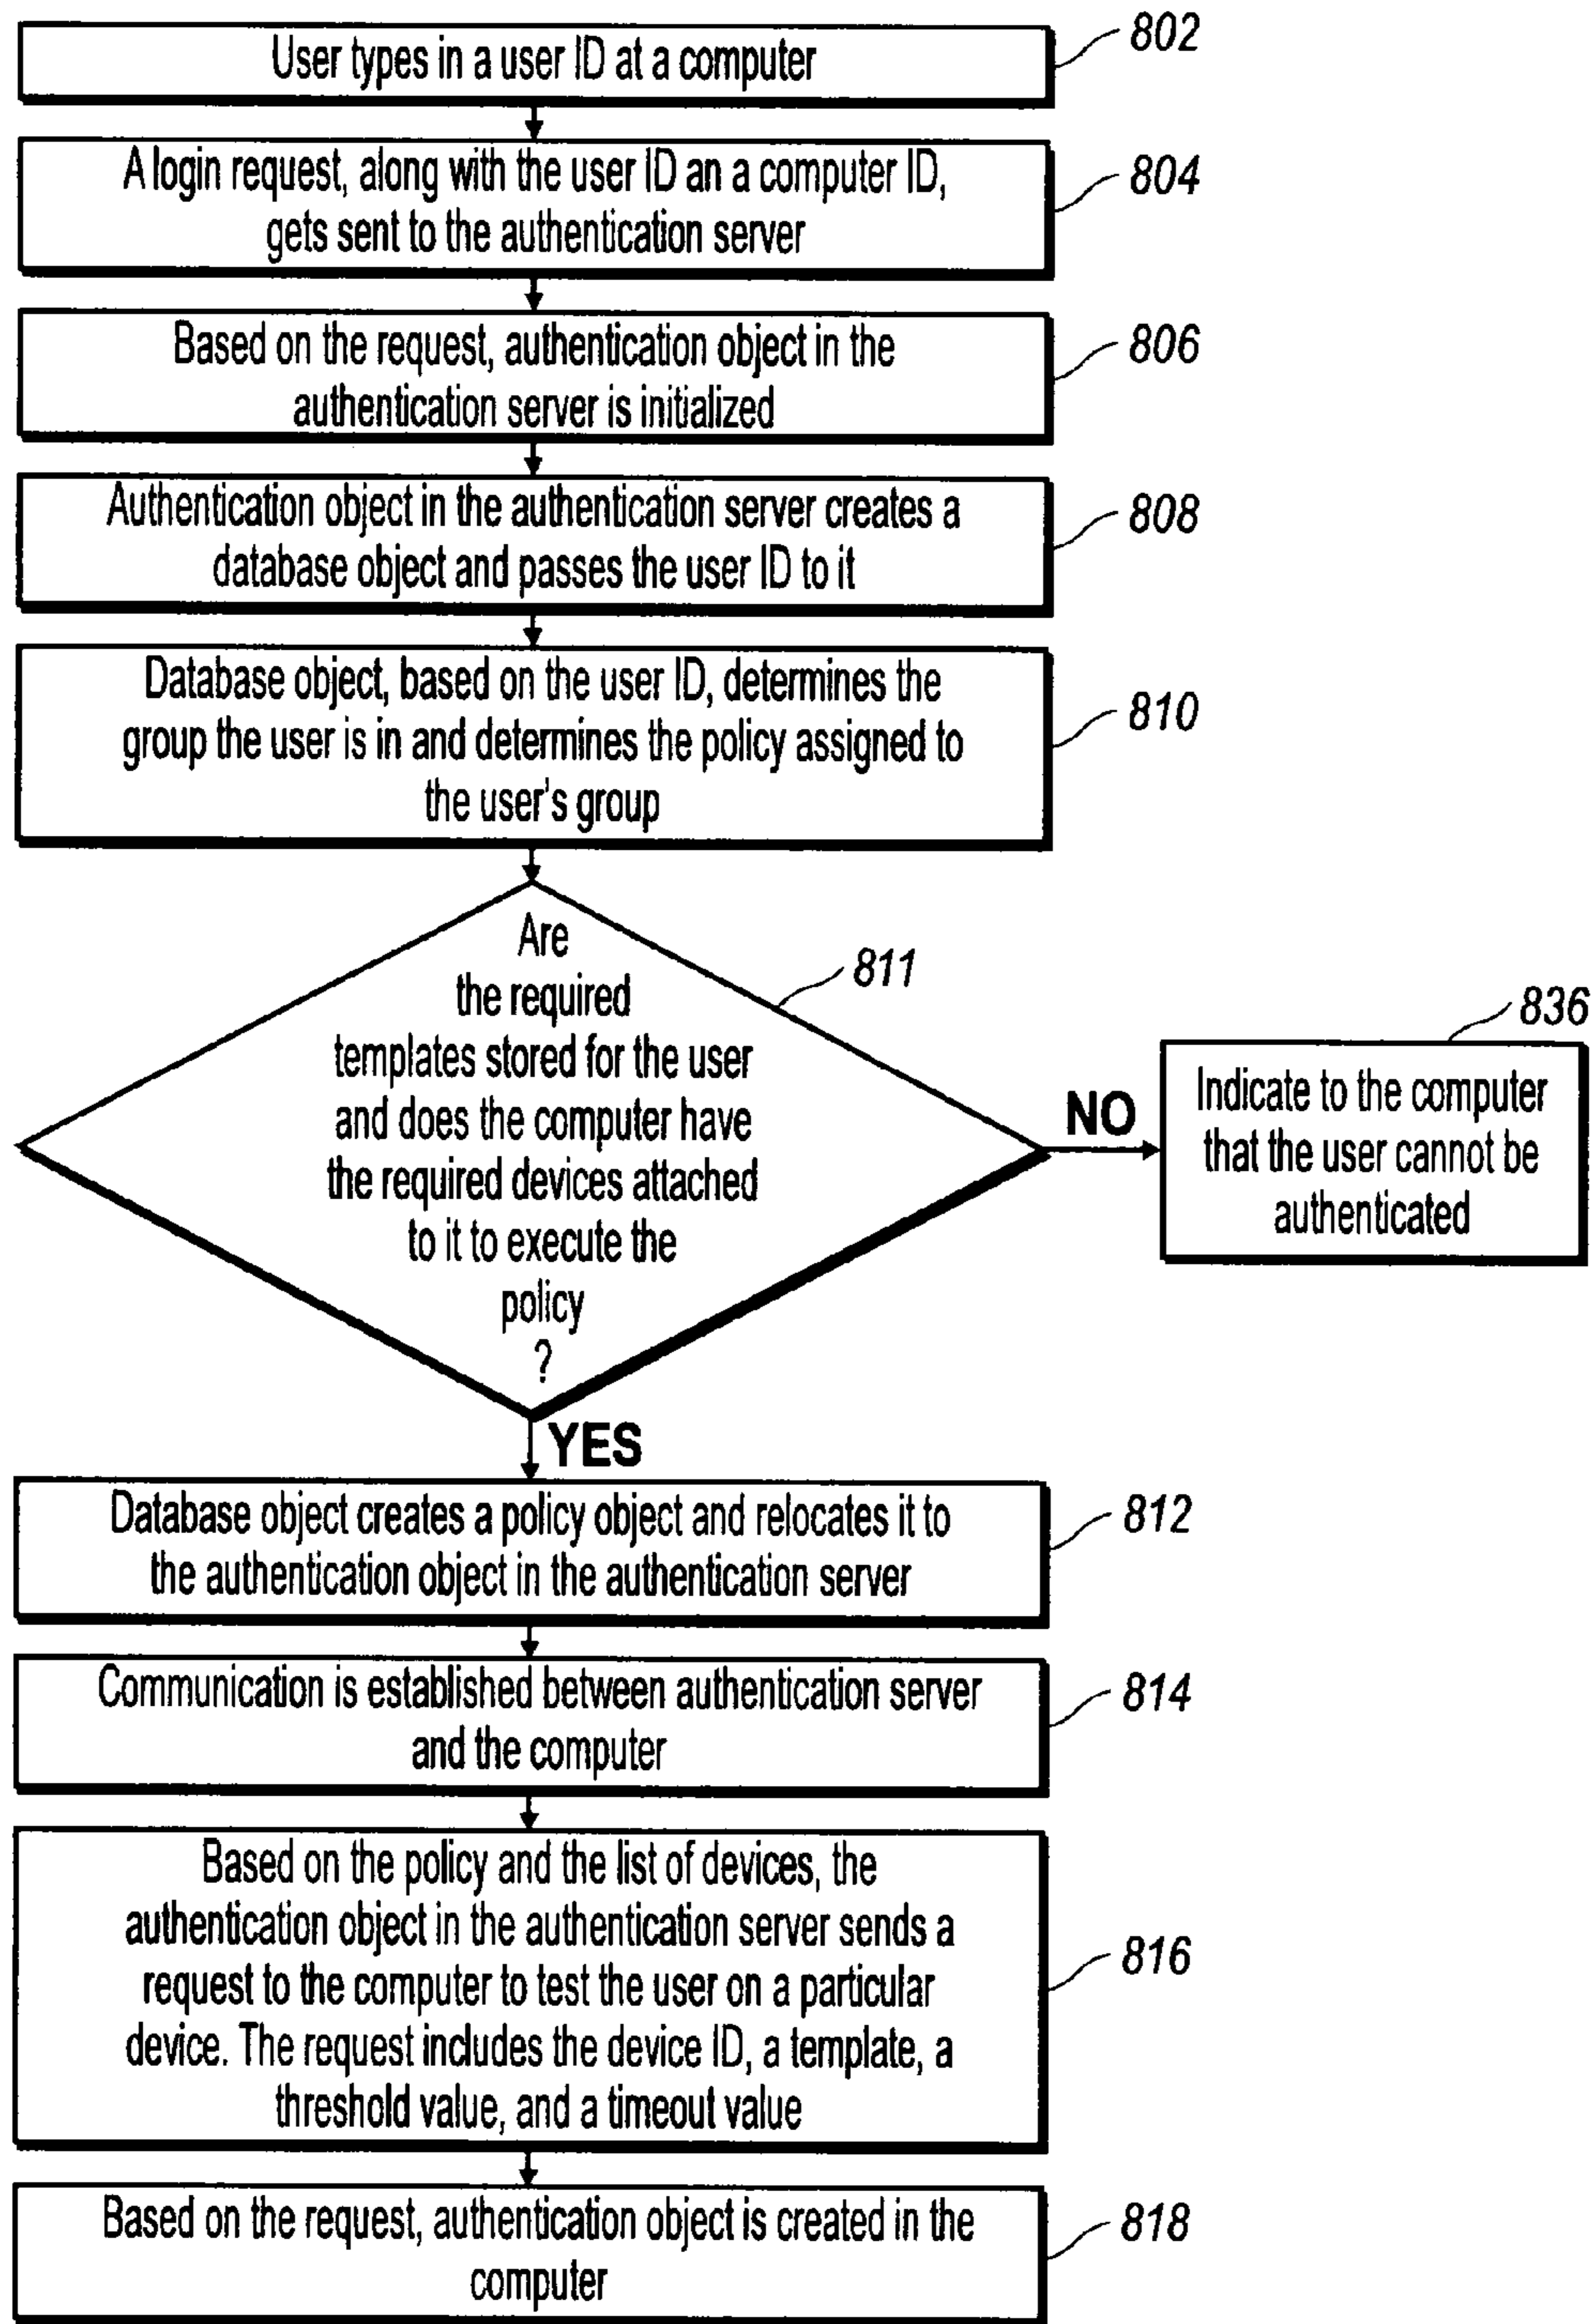 User types in a user ID at a computer
802
A login request, along with the user ID an a computer ID,
gets sent to the authentication server
804
Based on the request, authentication object in the
authentication server is initialized
806
Authentication object in the authentication server creates a
database object and passes the user ID to it
808
Database object, based on the user ID, determines the
group the user is in and determines the policy assigned to
the user's group
810
Are
the required
templates stored for the user
and does the computer have
the required devices attached
to it to execute the
policy
?
811
NO
836
Indicate to the computer
that the user cannot be
authenticated
YES
Database object creates a policy object and relocates it to
the authentication object in the authentication server
812
Communication is established between authentication server
and the computer
814
Based on the policy and the list of devices, the
authentication object in the authentication server sends a
request to the computer to test the user on a particular
device. The request includes the device ID, a template, a
threshold value, and a timeout value
816
Based on the request, authentication object is created in the
computer
818